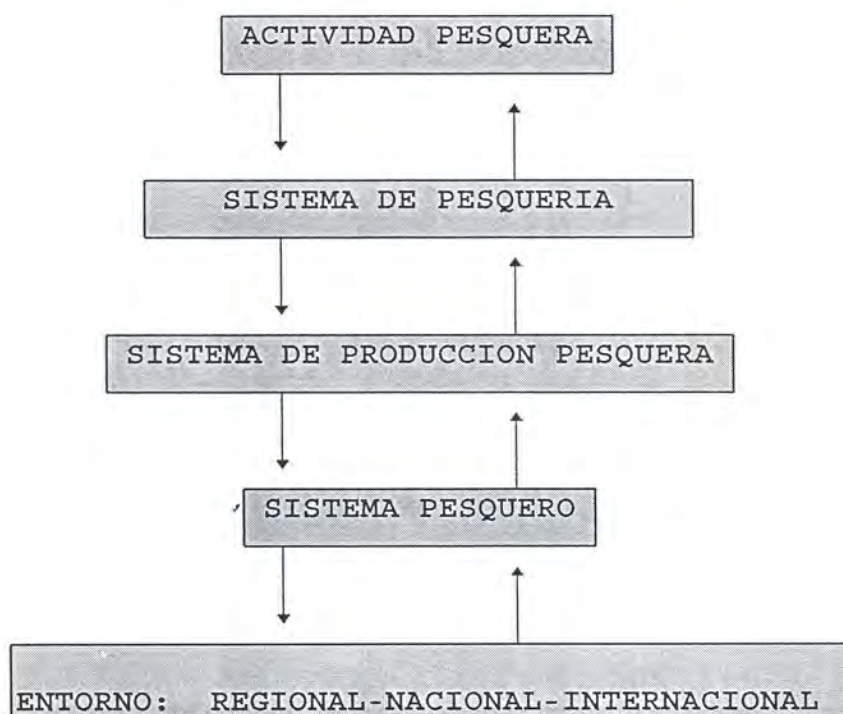 ACTIVIDAD PESQUERA
SISTEMA DE PESQUERIA
SISTEMA DE PRODUCCION PESQUERA
SISTEMA PESQUERO
ENTORNO: REGIONAL-NACIONAL-INTERNACIONAL